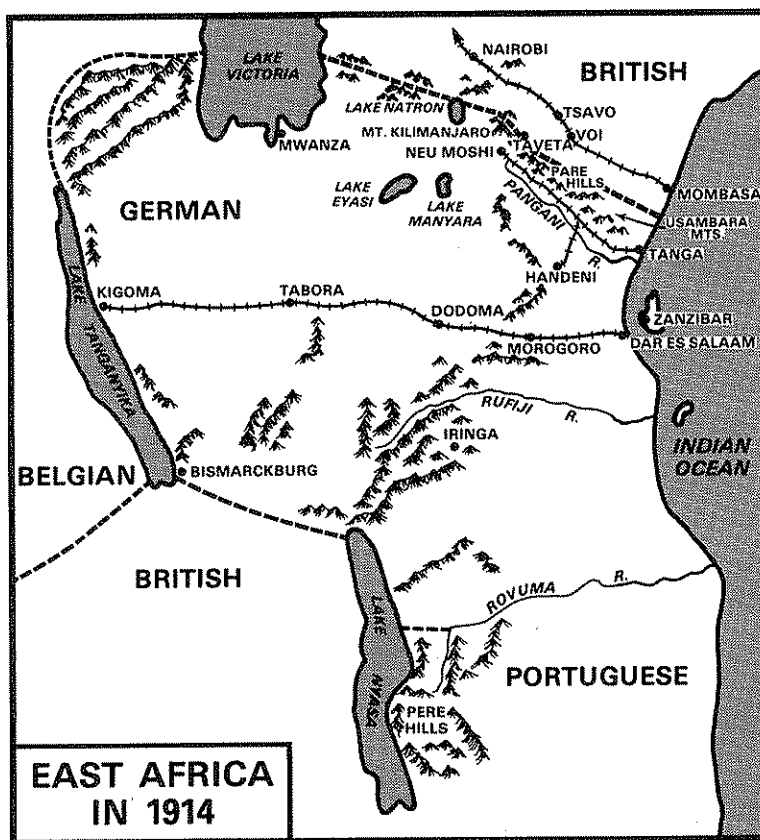 LAKE
VICTORIA
NAIROBI
BRITISH
LAKE NATRON
TSAVO
MT. KILIMANJARO
VOI
MWANZA
TAVETA
NEU MOSHI
PARE
HILLS
MOMBASA
LAKE
EYASI
LAKE
MANYARA
GERMAN
PANGANI
R.
USAMBARA
MTS.
TANGA
HANDENI
LAKE
TANGANYIKA
KIGOMA
TABORA
DODOMA
ZANZIBAR
MOROGORO
DAR ES SALAAM
RUFIJI
R.
IRINGA
INDIAN
OCEAN
BELGIAN
BISMARCKBURG
BRITISH
LAKE
NYASA
ROVUMA
R.
PORTUGUESE
PERE
HILLS
EAST AFRICA
IN 1914